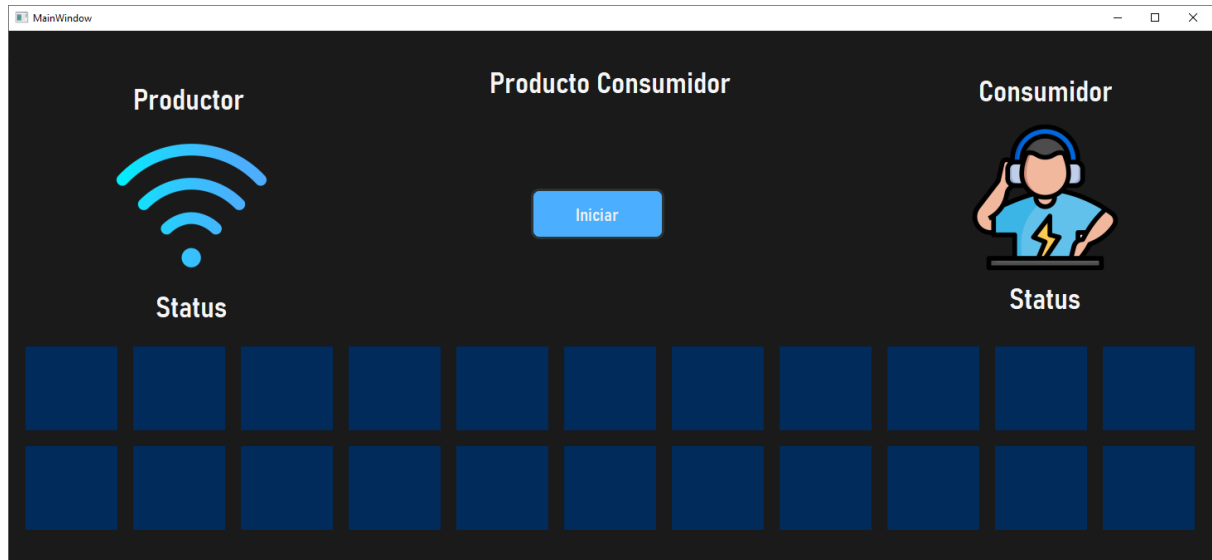 MainWindow
Producto Consumidor
Productor
Consumidor
Iniciar
Status
Status